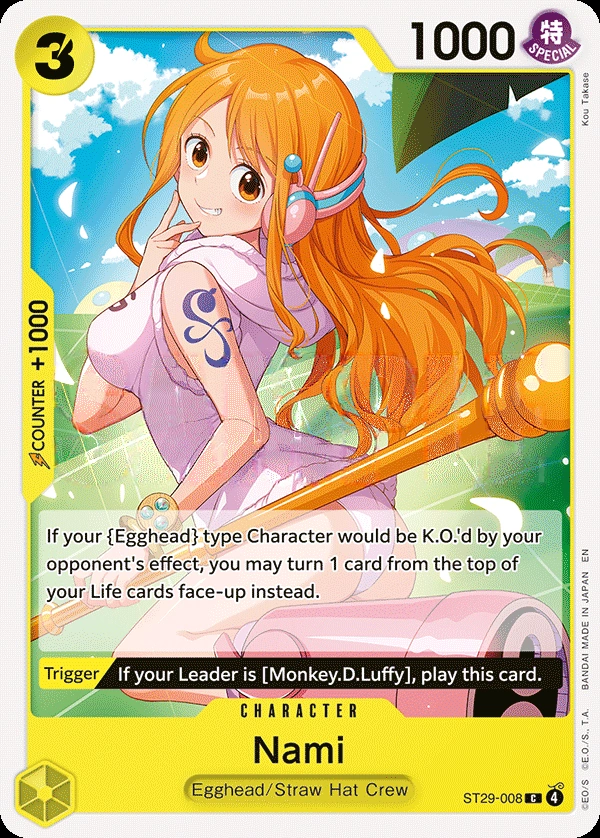 3
1000
特
SPECIAL
Kou Takase
COUNTER +1000
If your {Egghead} type Character would be K.O.'d by your
opponent's effect, you may turn 1 card from the top of
your Life cards face-up instead.
Trigger If your Leader is [Monkey.D.Luffy], play this card.
CHARACTER
Nami
Egghead/Straw Hat Crew
ST29-008 C 4
©E.O/S ©E.O./S., T.A. BANDAI MADE IN JAPAN EN